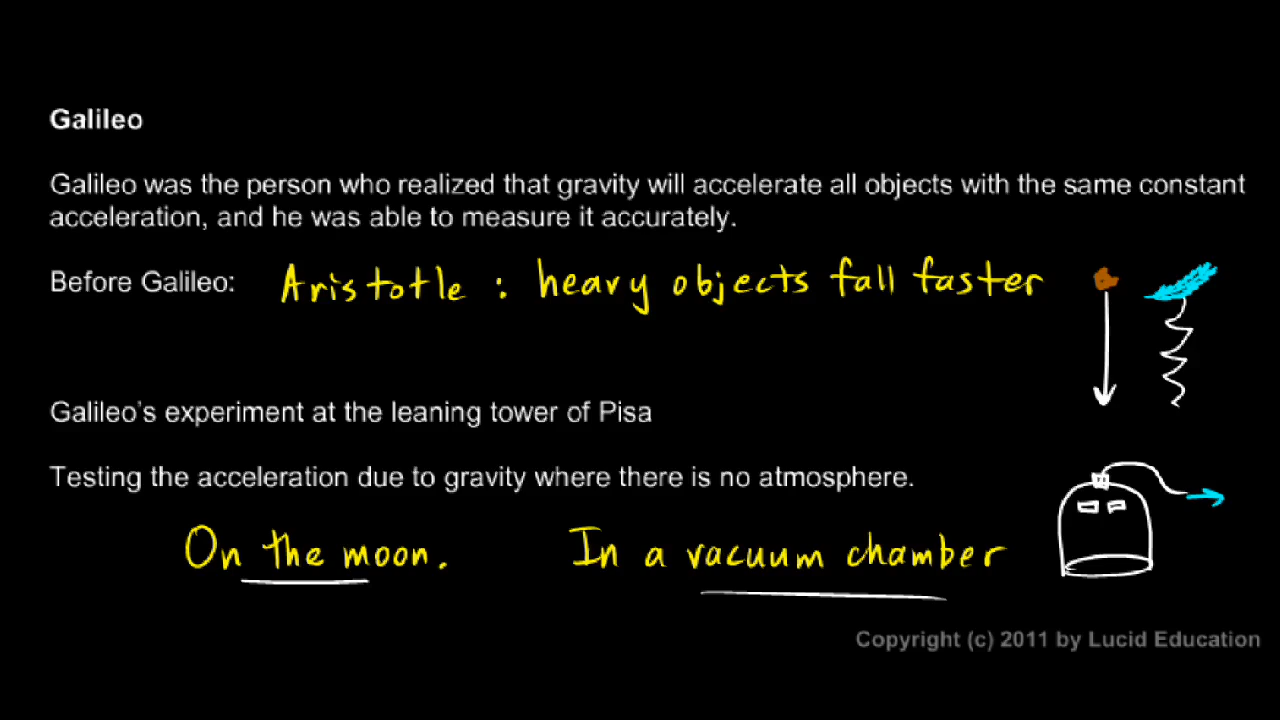 Galileo
Galileo was the person who realized that gravity will accelerate all objects with the same constant
acceleration, and he was able to measure it accurately.
Before Galileo: Aristotle : heavy objects fall faster
Galileo's experiment at the leaning tower of Pisa
Testing the acceleration due to gravity where there is no atmosphere.
On the moon. In a vacuum chamber
Copyright (c) 2011 by Lucid Education